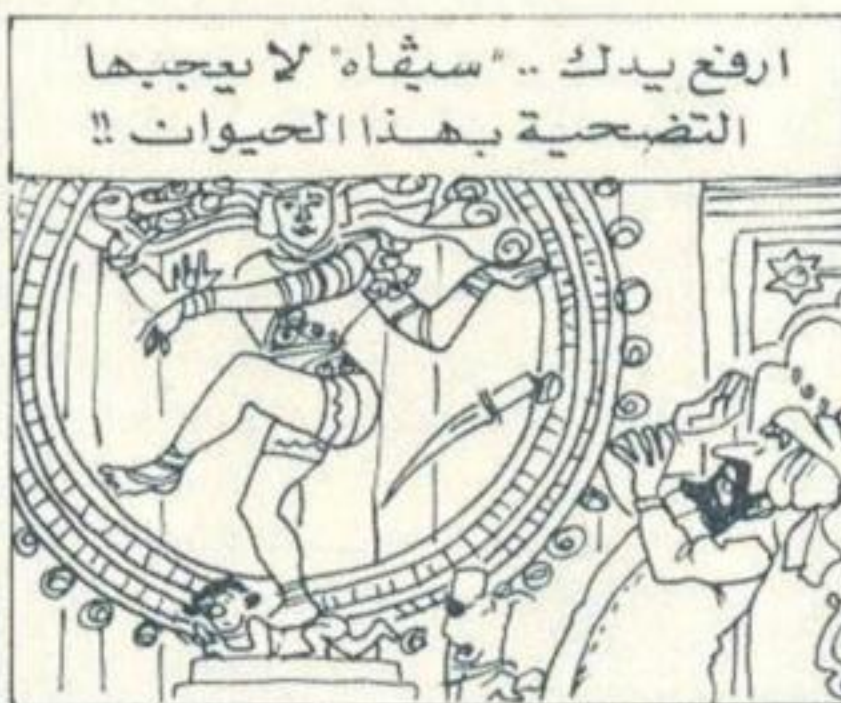 ارفع يدك .. "سيڤاه" لا يعجبها
التضحية بهذا الحيوان !!